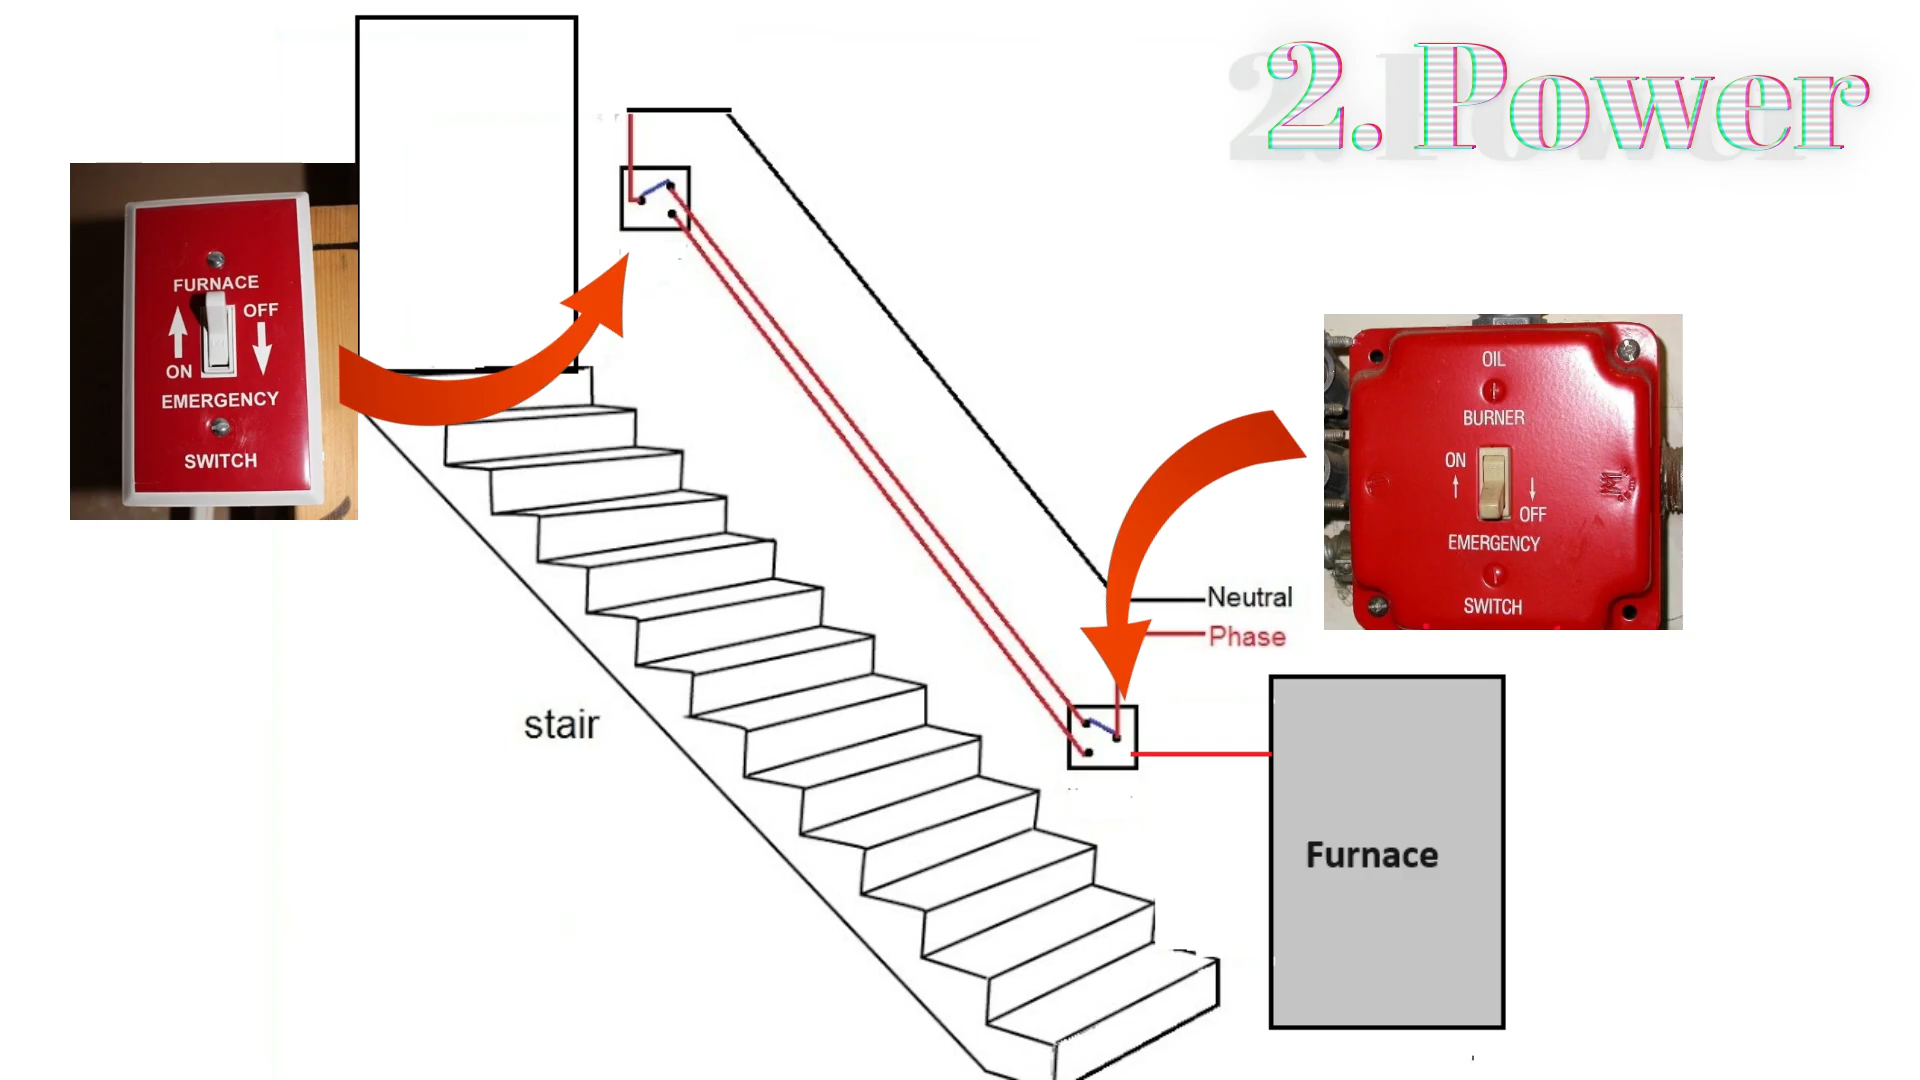 2.Power
FURNACE
OFF
ON
EMERGENCY
SWITCH
OIL
BURNER
ON
OFF
EMERGENCY
SWITCH
Neutral
Phase
stair
Furnace